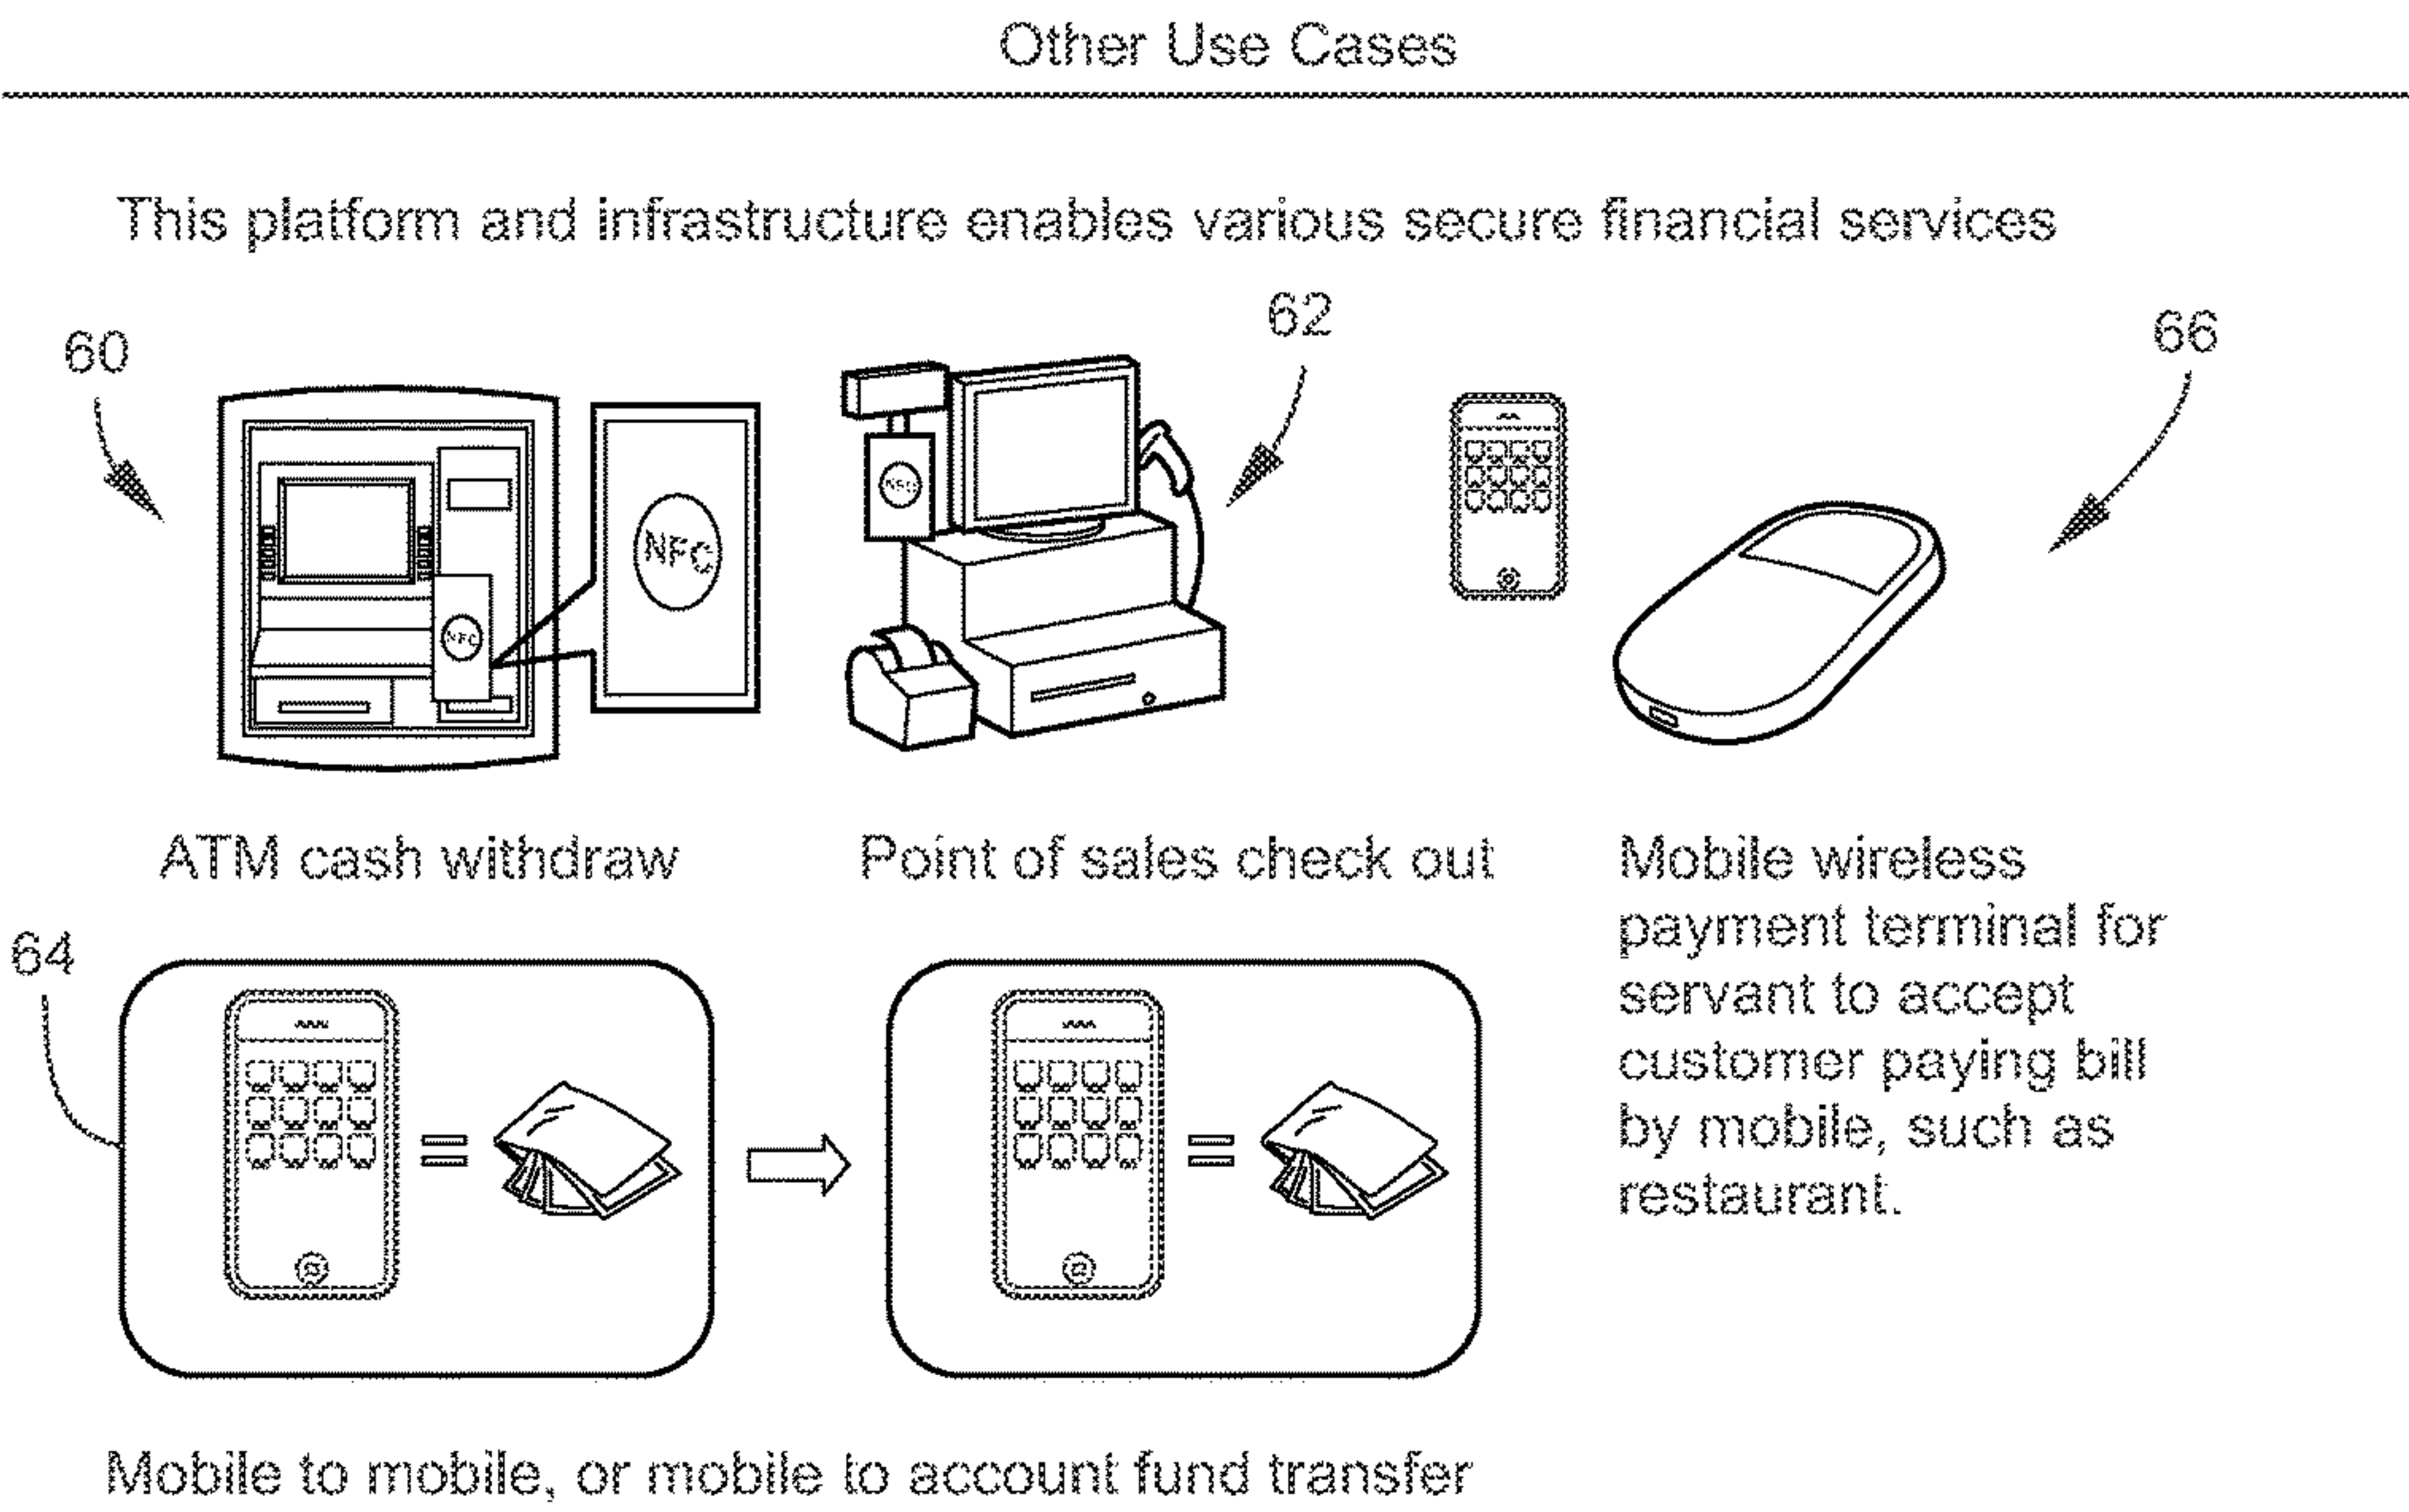 Other Use Cases
This platform and infrastructure enables various secure financial services
60
62
66
NFC
NFC
NFC
ATM cash withdraw
Point of sales check out
Mobile wireless
payment terminal for
servant to accept
customer paying bill
by mobile, such as
restaurant.
64
=
=
Mobile to mobile, or mobile to account fund transfer